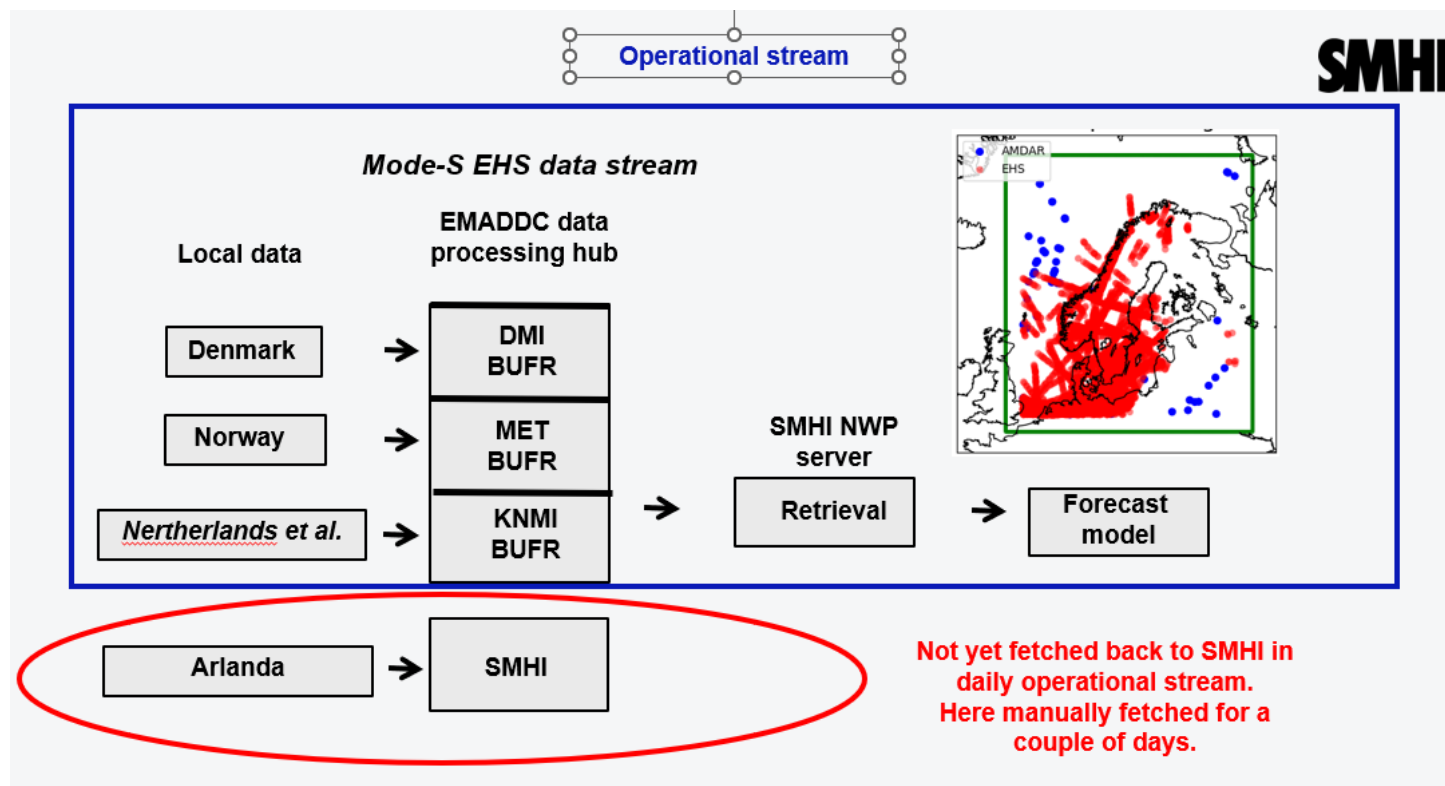 Operational stream
SMHI
Mode-S EHS data stream
AMDAR
EHS
Local data
EMADDC data
processing hub
Denmark
DMI
BUFR
Norway
MET
BUFR
SMHI NWP
server
Nertherlands et al.
KNMI
BUFR
Retrieval
Forecast
model
Arlanda
SMHI
Not yet fetched back to SMHI in
daily operational stream.
Here manually fetched for a
couple of days.